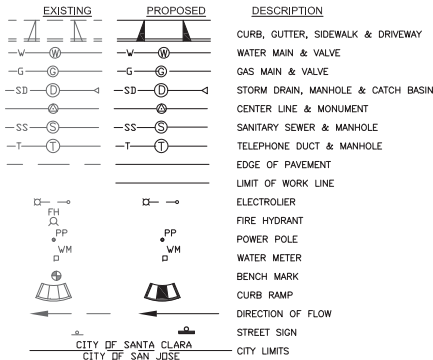 EXISTING PROPOSED DESCRIPTION
CURB, GUTTER, SIDEWALK & DRIVEWAY
W W W W WATER MAIN & VALVE
G G G G GAS MAIN & VALVE
SD D SD D STORM DRAIN, MANHOLE & CATCH BASIN
CENTER LINE & MONUMENT
SS S SS S SANITARY SEWER & MANHOLE
T T T T TELEPHONE DUCT & MANHOLE
EDGE OF PAVEMENT
LIMIT OF WORK LINE
ELECTROLIER
FH FIRE HYDRANT
PP PP POWER POLE
WM WM WATER METER
BENCH MARK
CURB RAMP
DIRECTION OF FLOW
STREET SIGN
CITY OF SANTA CLARA
CITY OF SAN JOSE
CITY LIMITS